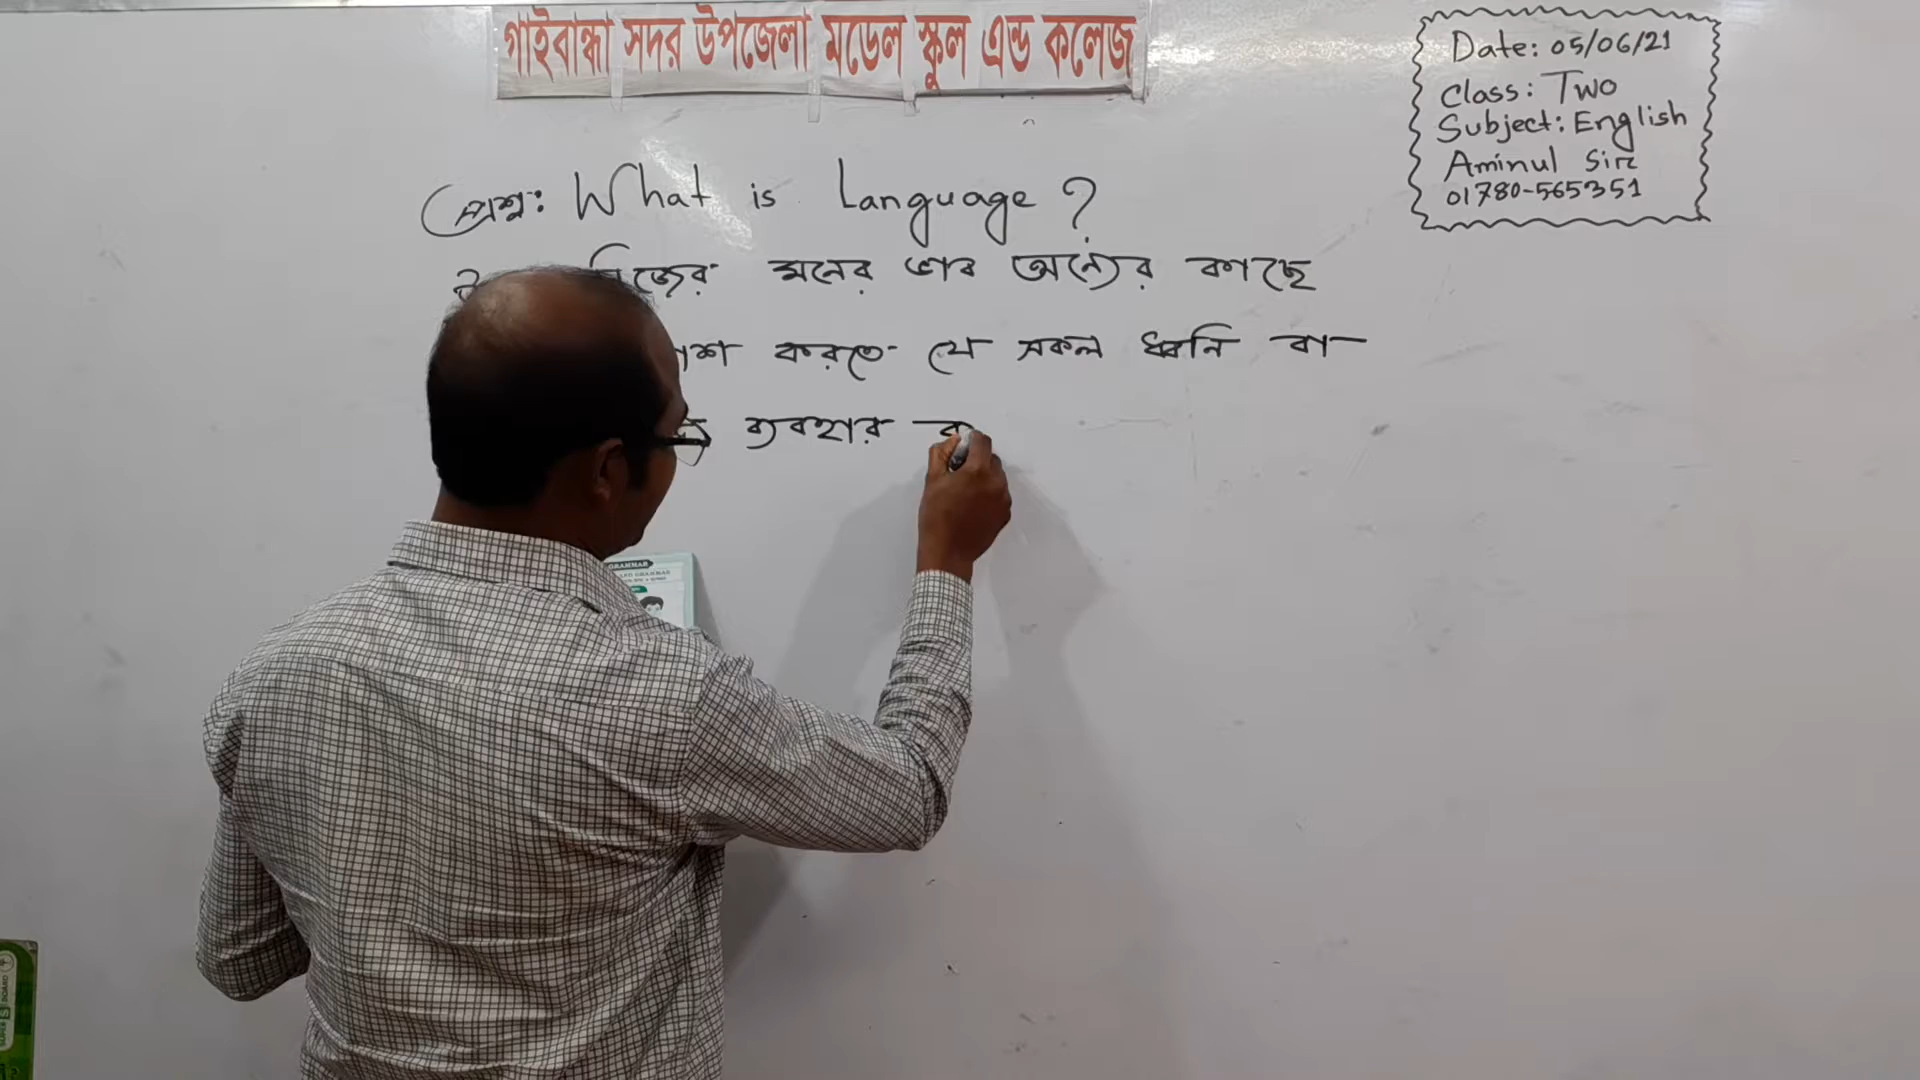 গাইবান্ধা সদর উপজেলা মডেল স্কুল এন্ড কলেজ
Date: 05/06/21
Class: Two
Subject: English
Aminul Sir
01780-565351
প্রশ্ন: What is Language?
মনের ভাব অন্যের কাছে
করতে যে সকল ধ্বনি বা
ব্যবহার
GRAMMAR